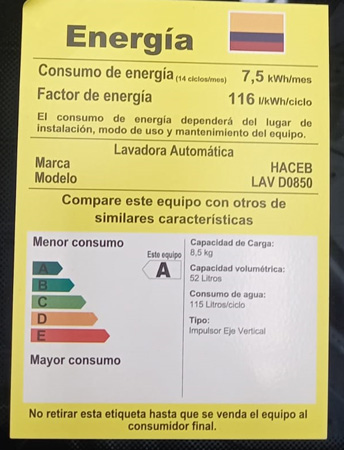 Energía
Consumo de energía (14 ciclos/mes) 7,5 kWh/mes
Factor de energía 116 l/kWh/ciclo
El consumo de energía dependerá del lugar de
instalación, modo de uso y mantenimiento del equipo.
Lavadora Automática
Marca HACEB
Modelo LAV D0850
Compare este equipo con otros de
similares características
Menor consumo
Este equipo
A
A
B
C
D
E
Mayor consumo
Capacidad de Carga:
8,5 kg
Capacidad volumétrica:
52 Litros
Consumo de agua:
115 Litros/ciclo
Tipo:
Impulsor Eje Vertical
No retirar esta etiqueta hasta que se venda el equipo al
consumidor final.